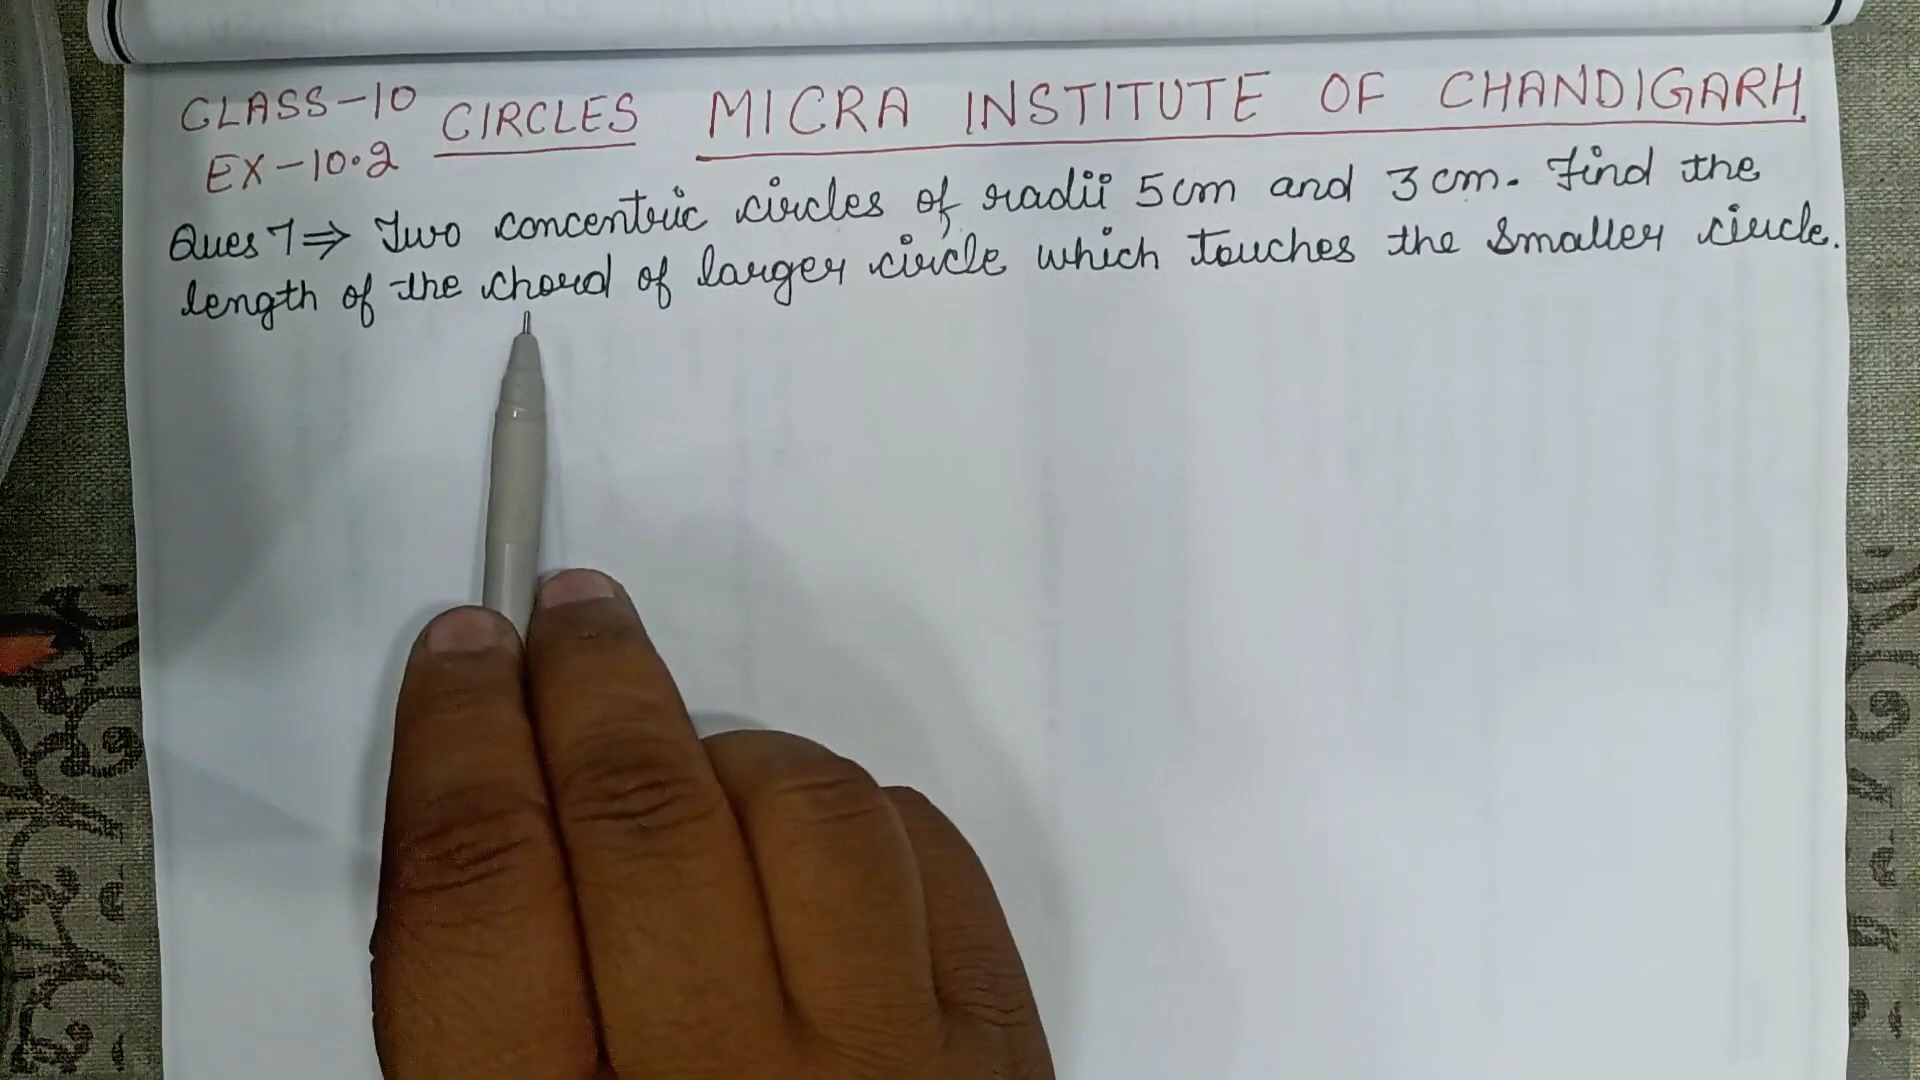 CLASS-10 CIRCLES MICRA INSTITUTE OF CHANDIGARH
EX-10.2
Ques 7⇒ Two concentric circles of radii 5cm and 3cm. Find the
length of the chord of larger circle which touches the smaller circle.